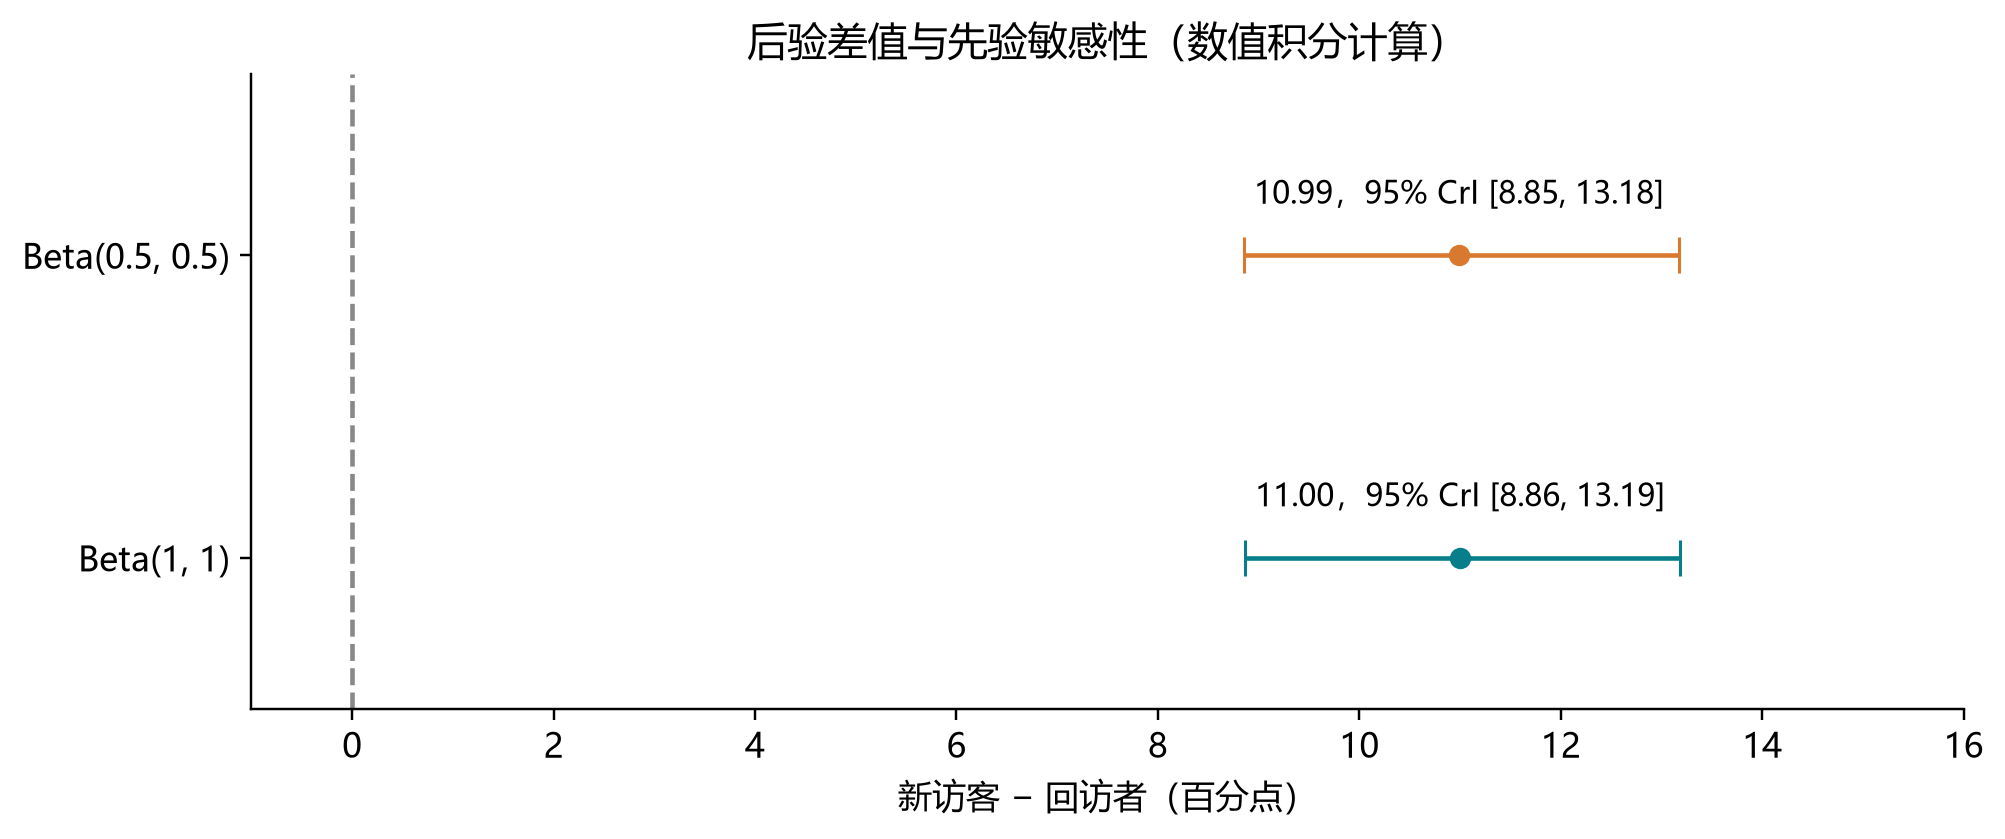 后验差值与先验敏感性（数值积分计算）
10.99，95% CrI [8.85, 13.18]
Beta(0.5, 0.5)
11.00，95% CrI [8.86, 13.19]
Beta(1, 1)
0 2 4 6 8 10 12 14 16
新访客 − 回访者（百分点）